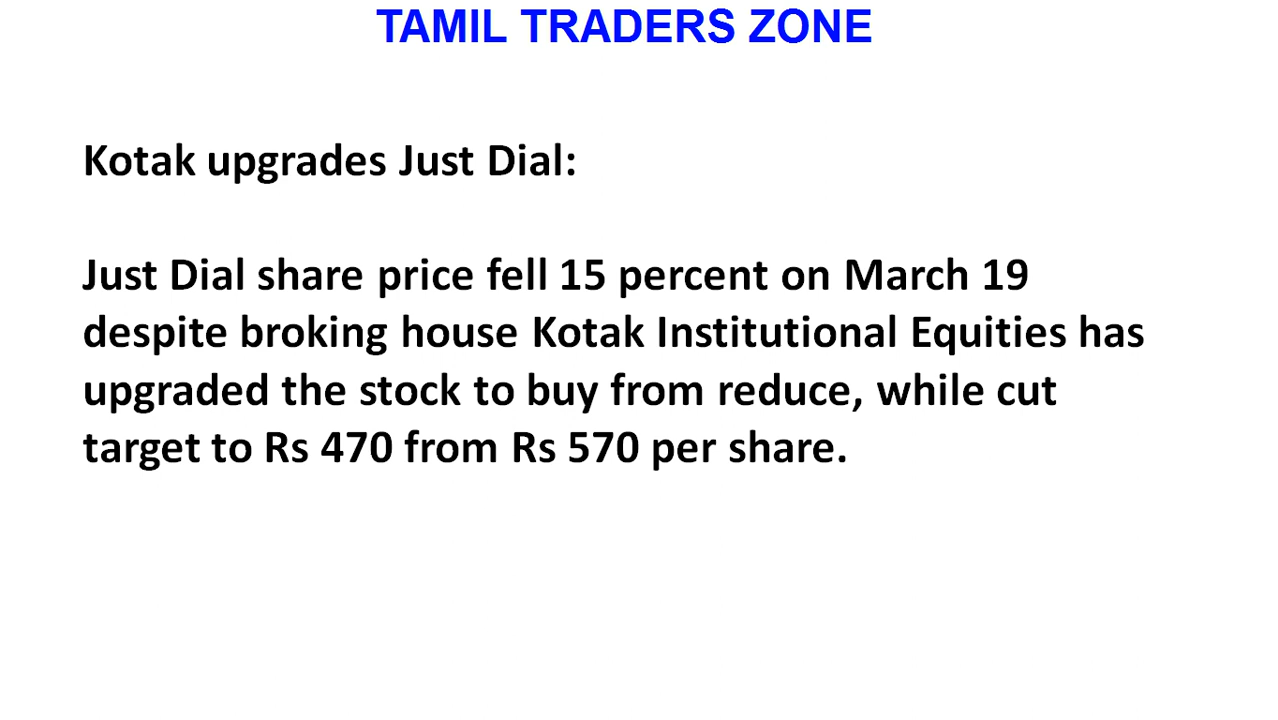 TAMIL TRADERS ZONE
Kotak upgrades Just Dial:
Just Dial share price fell 15 percent on March 19
despite broking house Kotak Institutional Equities has
upgraded the stock to buy from reduce, while cut
target to Rs 470 from Rs 570 per share.